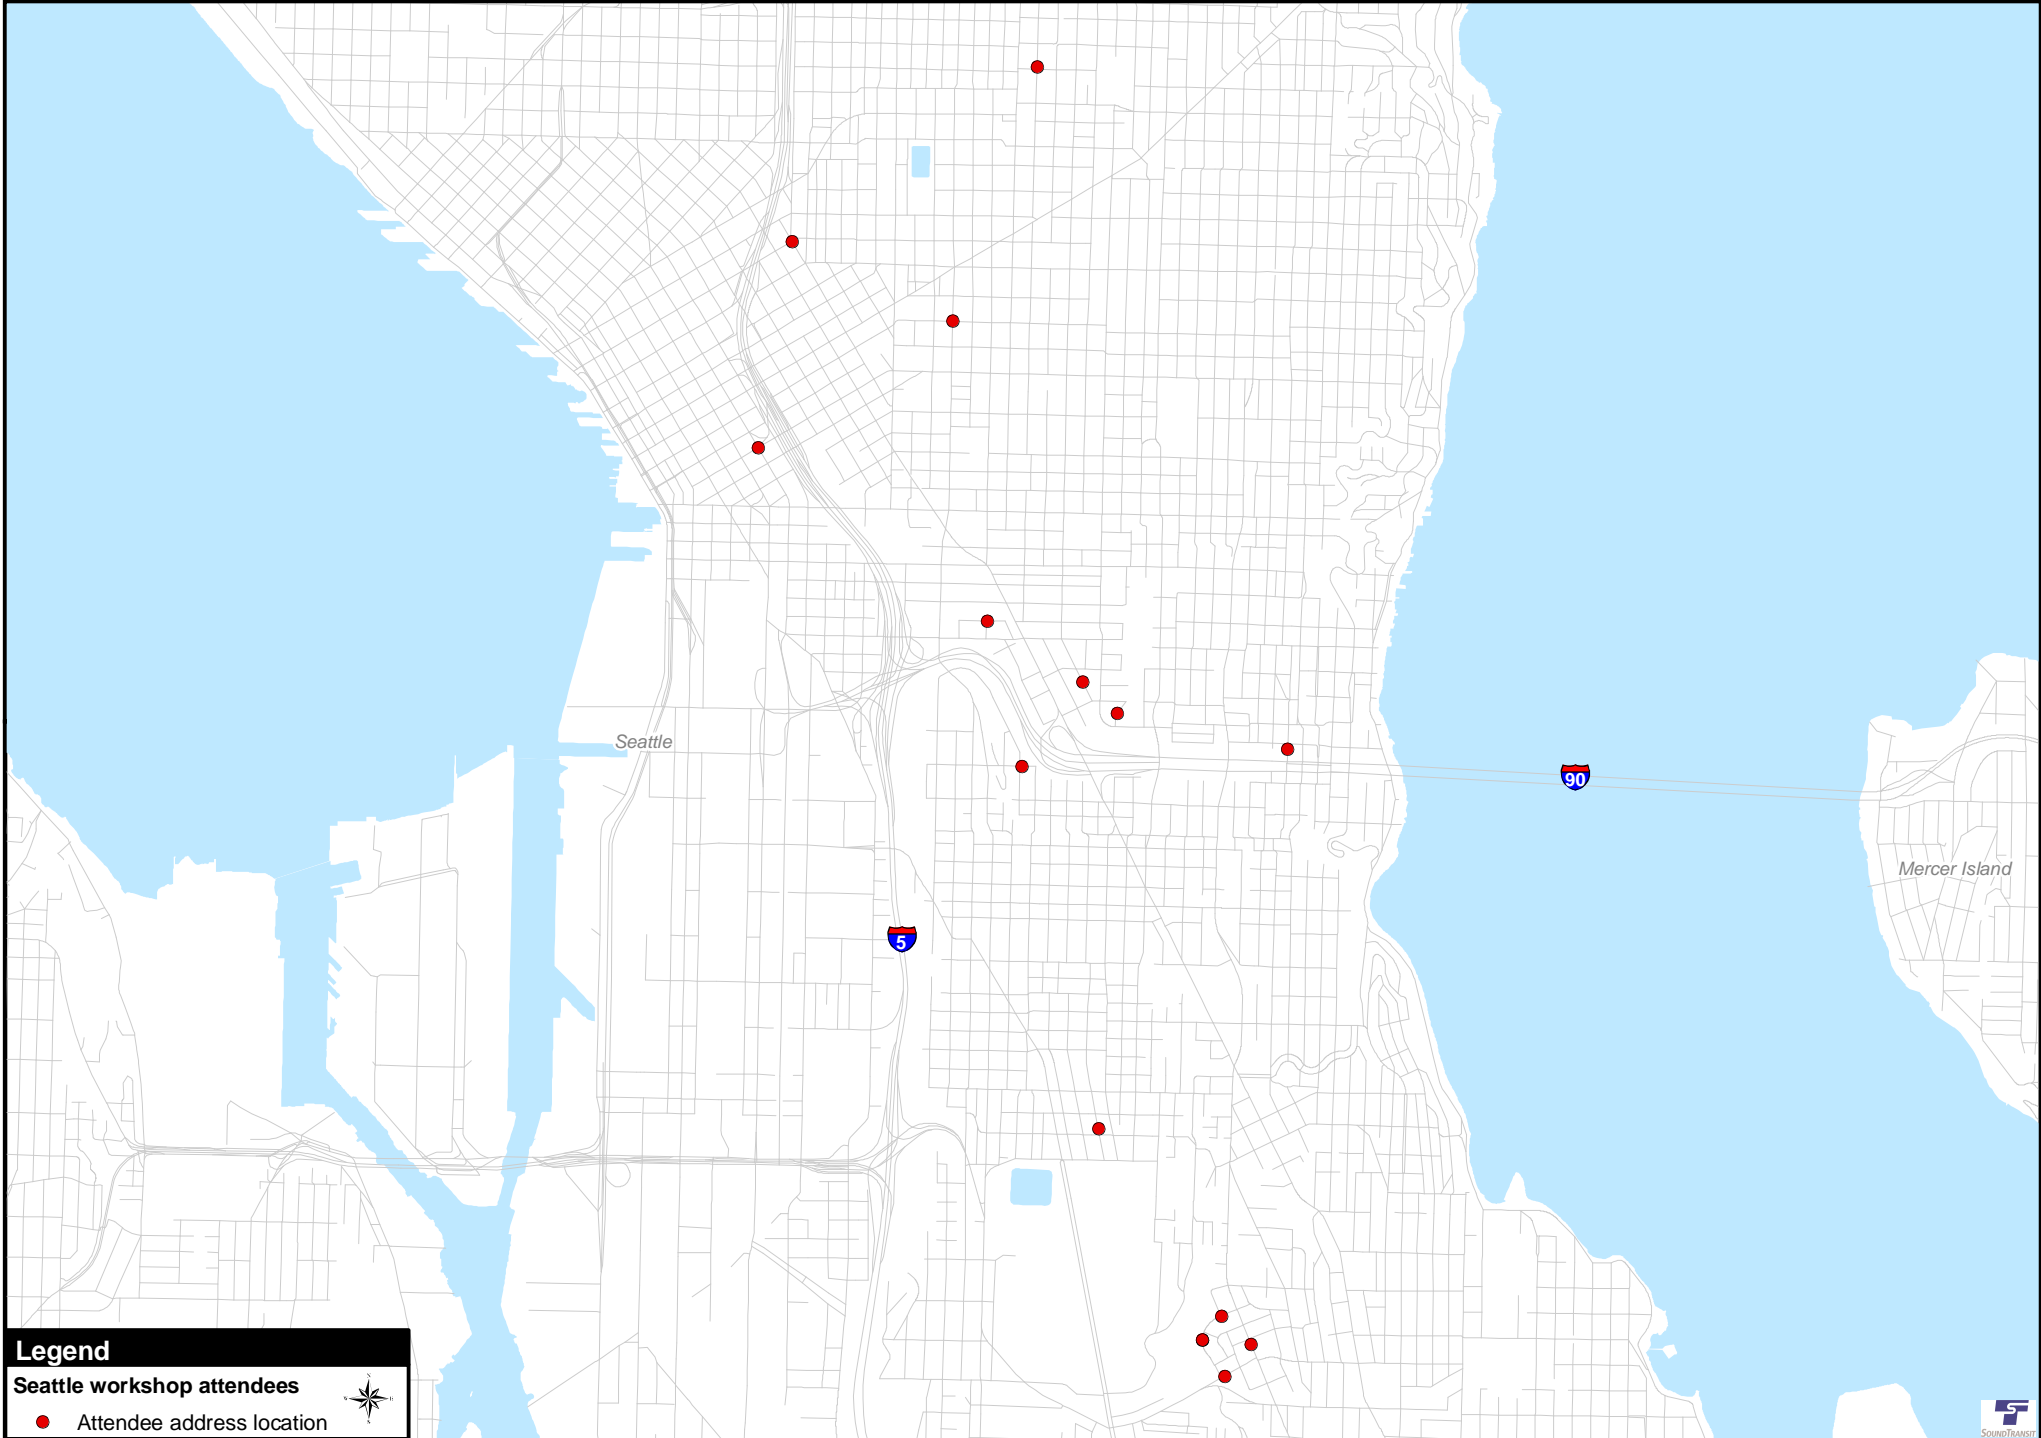 Seattle
90
Mercer Island
5
Legend
Seattle workshop attendees
Attendee address location
SOUNDTRANSIT